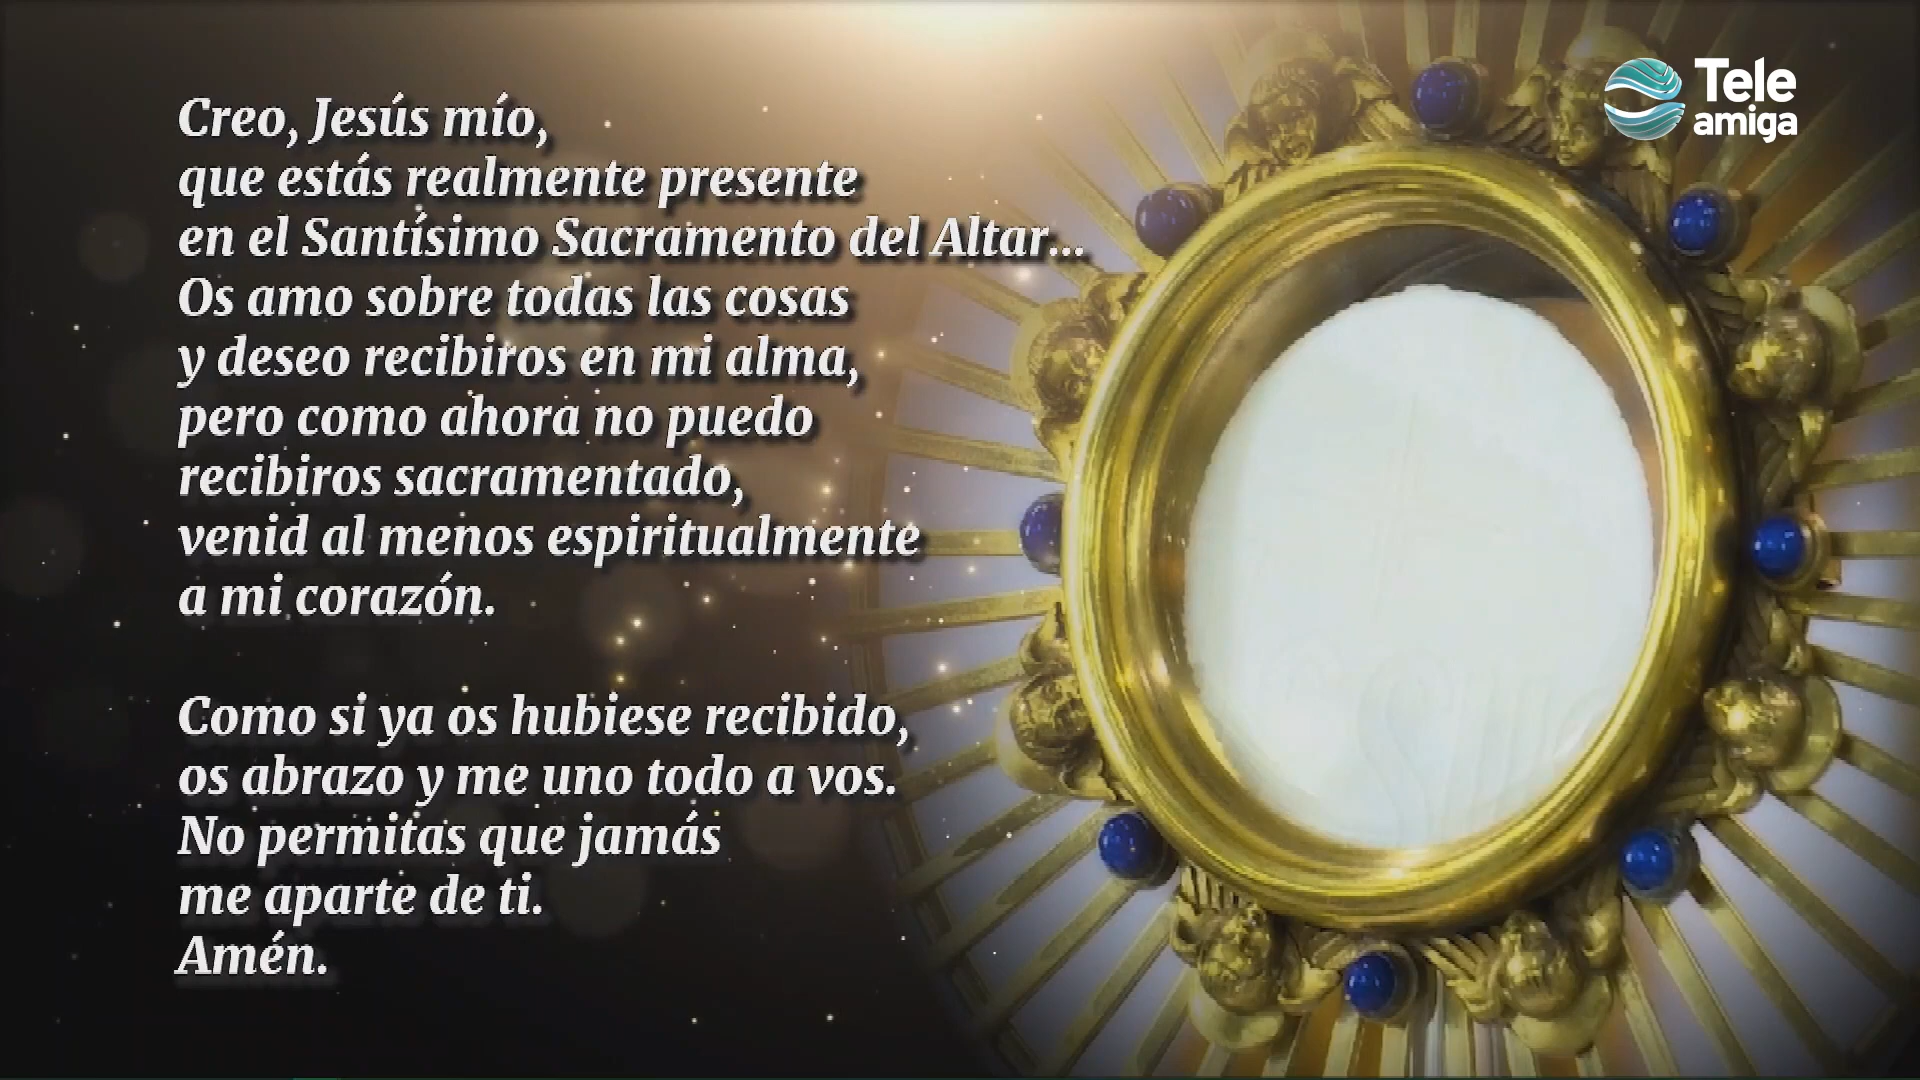 Creo, Jesús mío,
que estás realmente presente
en el Santísimo Sacramento del Altar...
Os amo sobre todas las cosas
y deseo recibiros en mi alma,
pero como ahora no puedo
recibiros sacramentado,
venid al menos espiritualmente
a mi corazón.
Como si ya os hubiese recibido,
os abrazo y me uno todo a vos.
No permitas que jamás
me aparte de ti.
Amén.
Tele
amiga